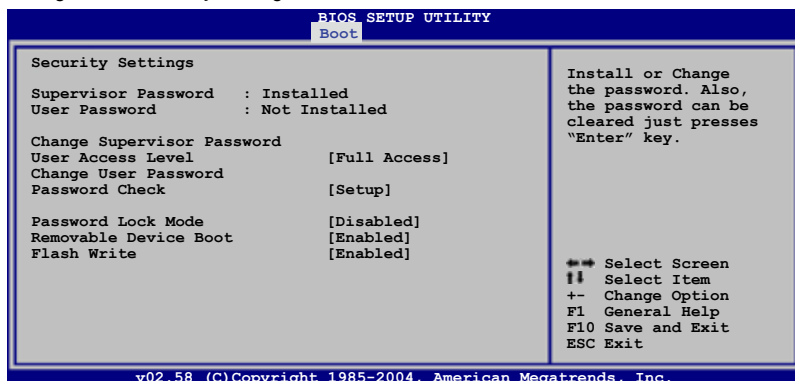 BIOS SETUP UTILITY
Boot
Security Settings
Supervisor Password : Installed
User Password : Not Installed
Change Supervisor Password
User Access Level [Full Access]
Change User Password
Password Check [Setup]
Password Lock Mode [Disabled]
Removable Device Boot [Enabled]
Flash Write [Enabled]
Install or Change
the password. Also,
the password can be
cleared just presses
“Enter” key.
Select Screen
Select Item
+- Change Option
F1 General Help
F10 Save and Exit
ESC Exit
v02.58 (C)Copyright 1985-2004, American Megatrends, Inc.